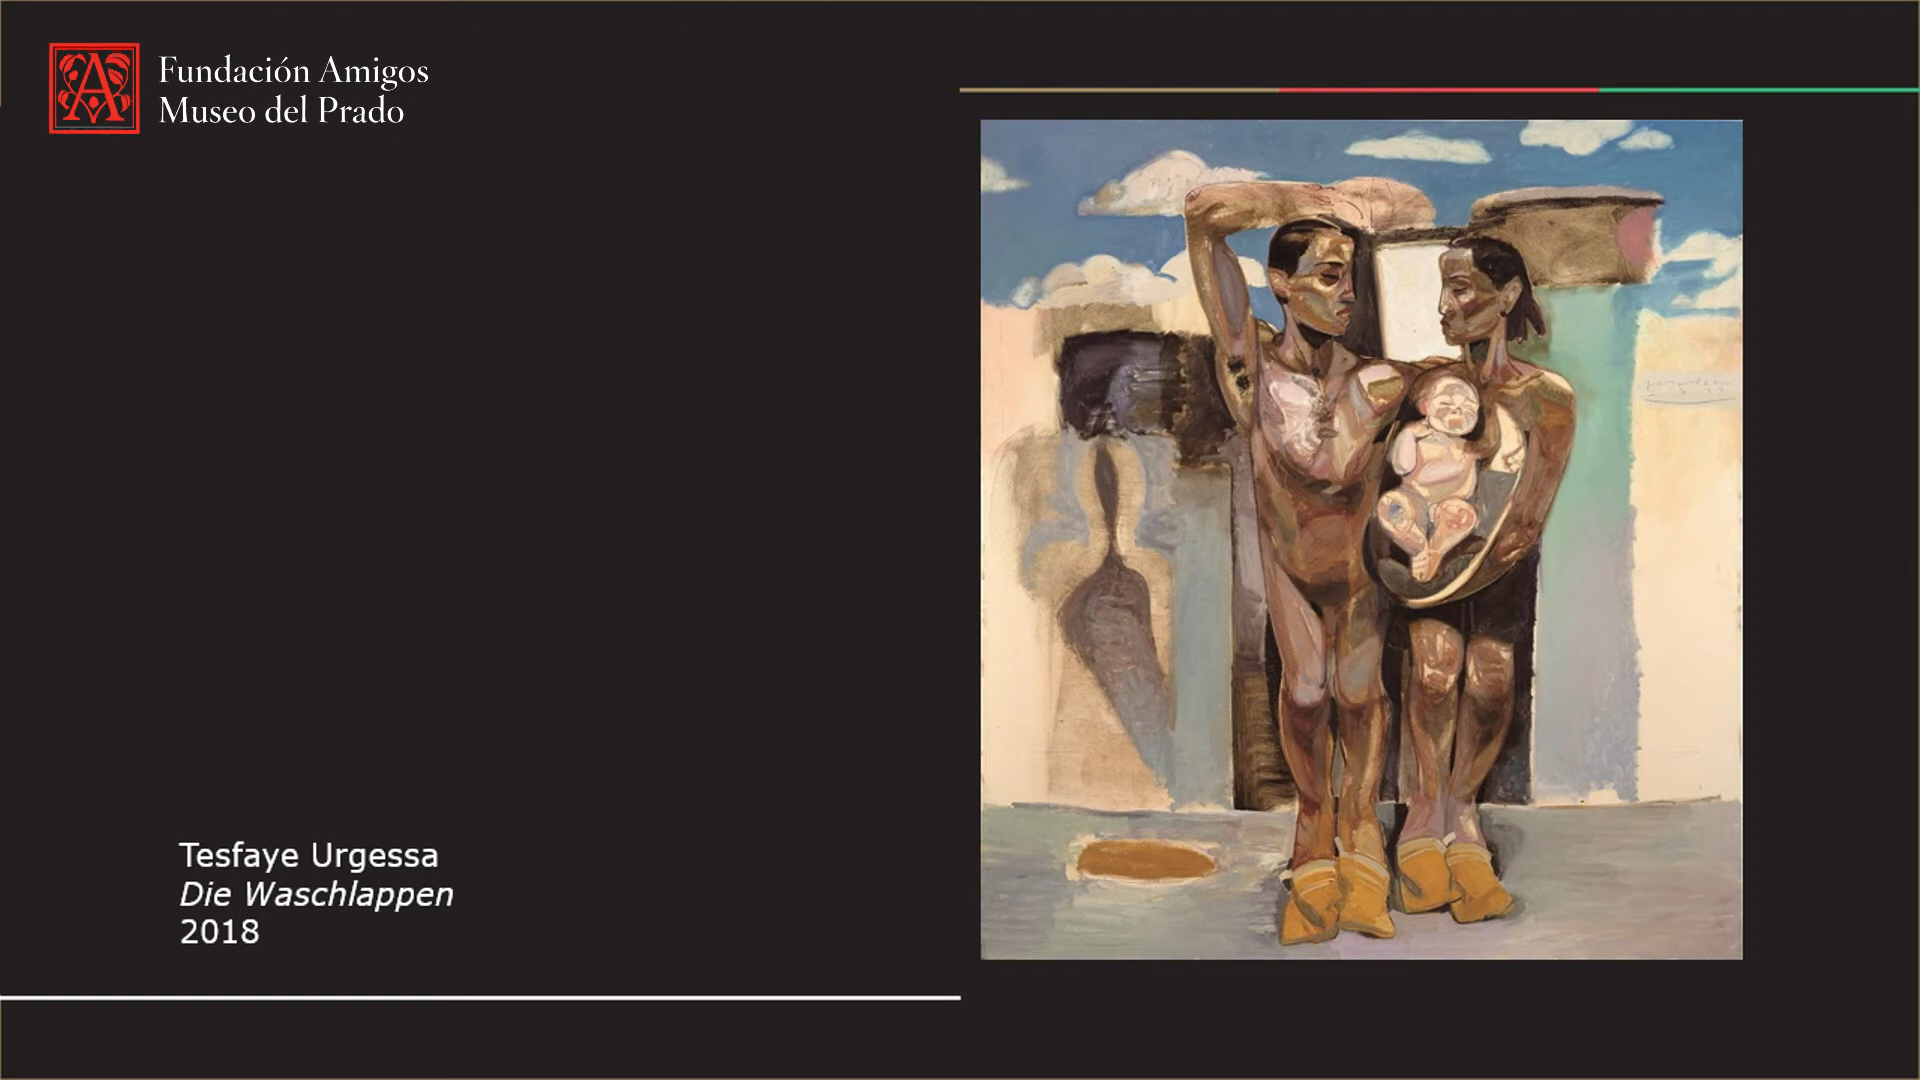 Fundación Amigos
Museo del Prado
Tesfaye Urgessa
Die Waschlappen
2018